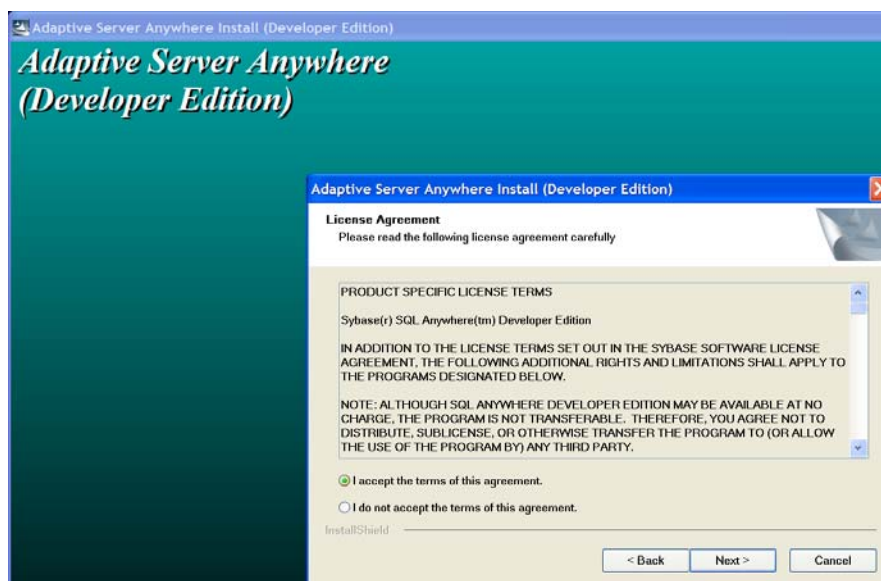 Adaptive Server Anywhere Install (Developer Edition)
Adaptive Server Anywhere
(Developer Edition)
Adaptive Server Anywhere Install (Developer Edition)
License Agreement
Please read the following license agreement carefully
PRODUCT SPECIFIC LICENSE TERMS
Sybase(r) SQL Anywhere(tm) Developer Edition
IN ADDITION TO THE LICENSE TERMS SET OUT IN THE SYBASE SOFTWARE LICENSE
AGREEMENT, THE FOLLOWING ADDITIONAL RIGHTS AND LIMITATIONS SHALL APPLY TO
THE PROGRAMS DESIGNATED BELOW.
NOTE: ALTHOUGH SQL ANYWHERE DEVELOPER EDITION MAY BE AVAILABLE AT NO
CHARGE, THE PROGRAM IS NOT TRANSFERABLE. THEREFORE, YOU AGREE NOT TO
DISTRIBUTE, SUBLICENSE, OR OTHERWISE TRANSFER THE PROGRAM TO (OR ALLOW
THE USE OF THE PROGRAM BY) ANY THIRD PARTY.
I accept the terms of this agreement.
I do not accept the terms of this agreement.
InstallShield
< Back Next > Cancel